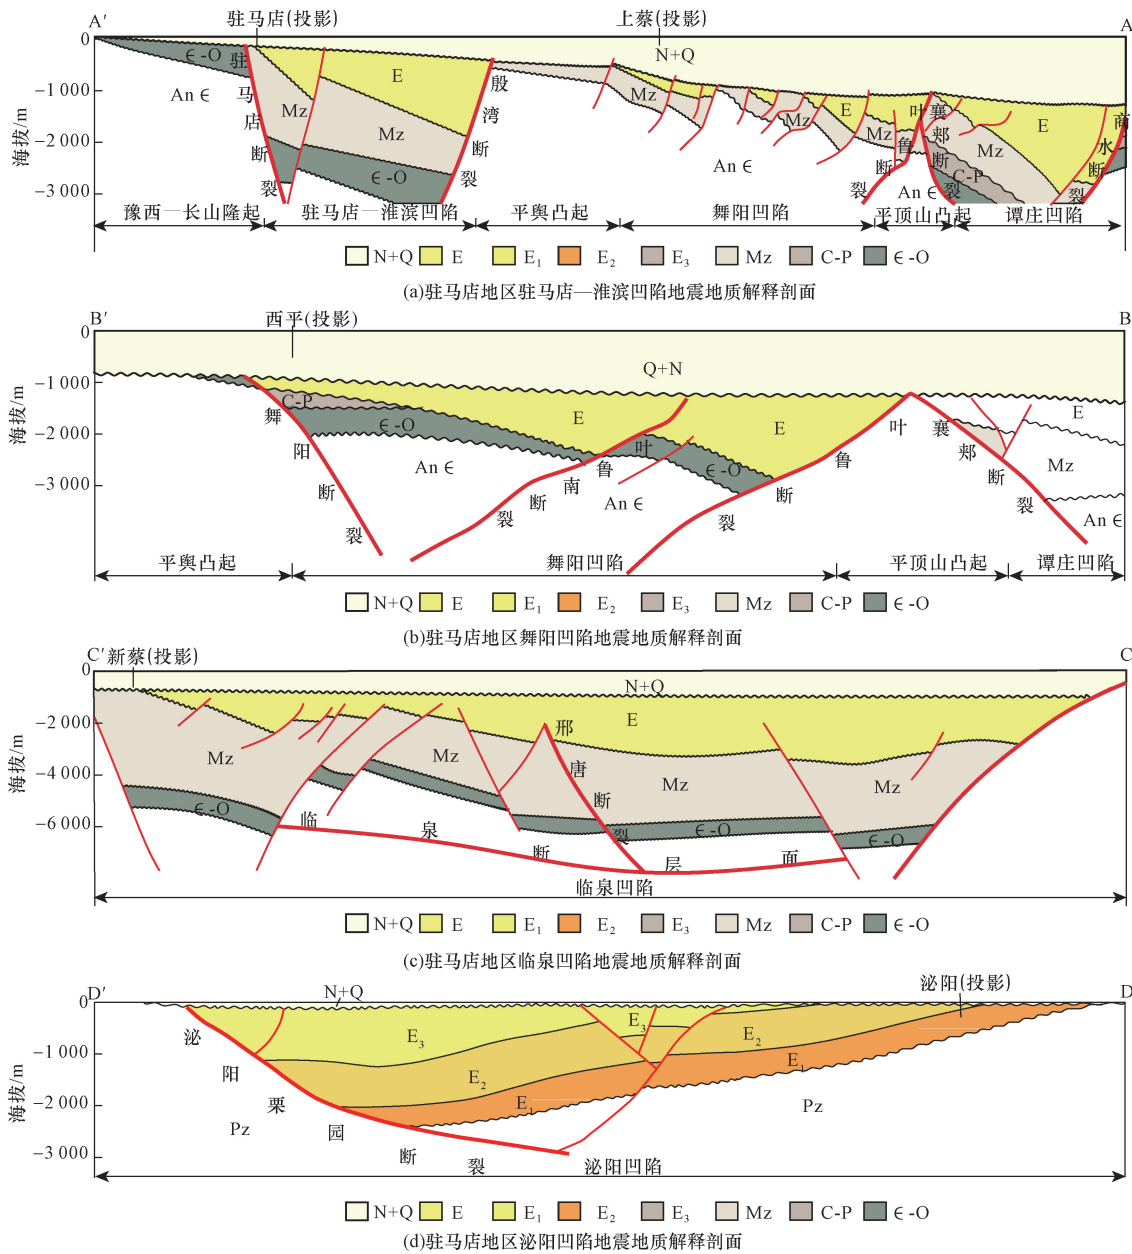 A′ 驻马店(投影) 上蔡(投影) A
0
−1 000
−2 000
−3 000
海拔/m
N+Q
Є-O
An Є
E
Mz
Mz
Є-O
Mz
An Є
Mz
E
Mz
An Є
Mz
C-P
E
驻马店断裂
殷湾断裂
叶鲁断裂
襄郏断裂
商水断裂
豫西—长山隆起 驻马店—淮滨凹陷 平舆凸起 舞阳凹陷 平顶山凸起 谭庄凹陷
N+Q E E1 E2 E3 Mz C-P Є-O
(a)驻马店地区驻马店—淮滨凹陷地震地质解释剖面
B′ 西平(投影) B
0
−1 000
−2 000
−3 000
海拔/m
Q+N
C-P
Є-O
An Є
E
An Є
Є-O
E
E
Mz
An Є
舞阳断裂
叶鲁南断裂
叶鲁断裂
襄郏断裂
平舆凸起 舞阳凹陷 平顶山凸起 谭庄凹陷
N+Q E E1 E2 E3 Mz C-P Є-O
(b)驻马店地区舞阳凹陷地震地质解释剖面
C′ 新蔡(投影) C
0
−2 000
−4 000
−6 000
海拔/m
N+Q
E
Mz
Mz
Mz
Mz
Є-O
Є-O
Є-O
邢唐断裂
临泉断层面
临泉凹陷
N+Q E E1 E2 E3 Mz C-P Є-O
(c)驻马店地区临泉凹陷地震地质解释剖面
D′ N+Q 泌阳(投影) D
0
−1 000
−2 000
−3 000
海拔/m
E3
E3
E2
E2
E1
E1
Pz
Pz
泌阳栗园断裂
泌阳凹陷
N+Q E E1 E2 E3 Mz C-P Є-O
(d)驻马店地区泌阳凹陷地震地质解释剖面